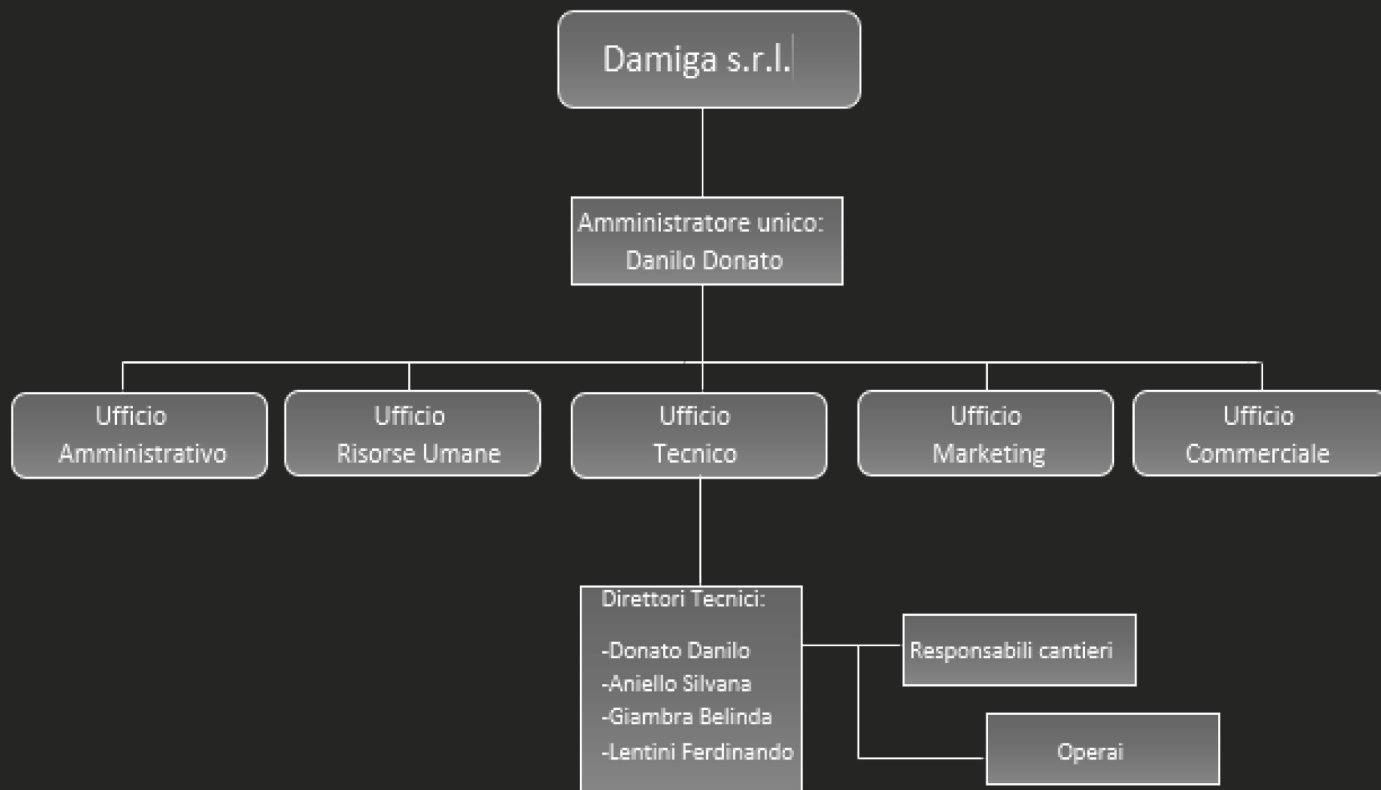 Damiga s.r.l.
Amministratore unico:
Danilo Donato
Ufficio
Amministrativo
Ufficio
Risorse Umane
Ufficio
Tecnico
Ufficio
Marketing
Ufficio
Commerciale
Direttori Tecnici:
-Donato Danilo
-Aniello Silvana
-Giambra Belinda
-Lentini Ferdinando
Responsabili cantieri
Operai